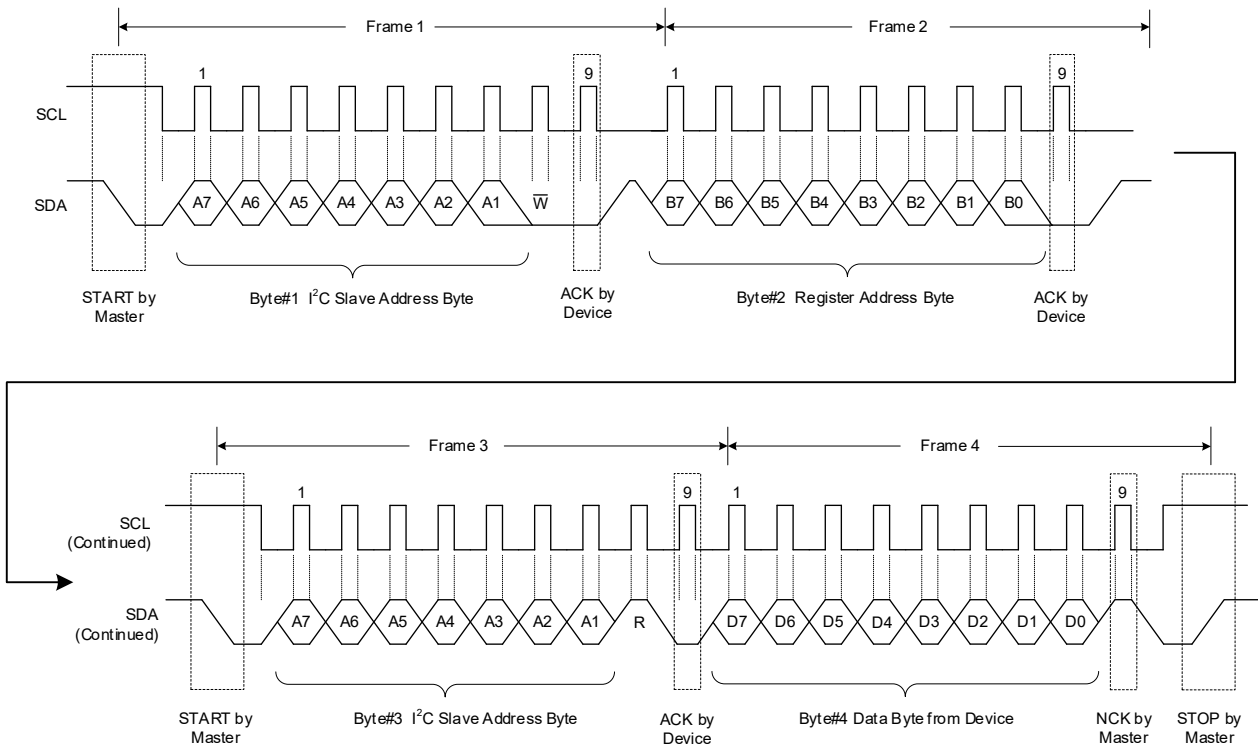 Frame 1 Frame 2
1 9 1 9
SCL
SDA A7 A6 A5 A4 A3 A2 A1 W̅ B7 B6 B5 B4 B3 B2 B1 B0
START by
Master
Byte#1 I²C Slave Address Byte
ACK by
Device
Byte#2 Register Address Byte
ACK by
Device
Frame 3 Frame 4
1 9 1 9
SCL
(Continued)
SDA
(Continued)
A7 A6 A5 A4 A3 A2 A1 R D7 D6 D5 D4 D3 D2 D1 D0
START by
Master
Byte#3 I²C Slave Address Byte
ACK by
Device
Byte#4 Data Byte from Device
NCK by
Master
STOP by
Master